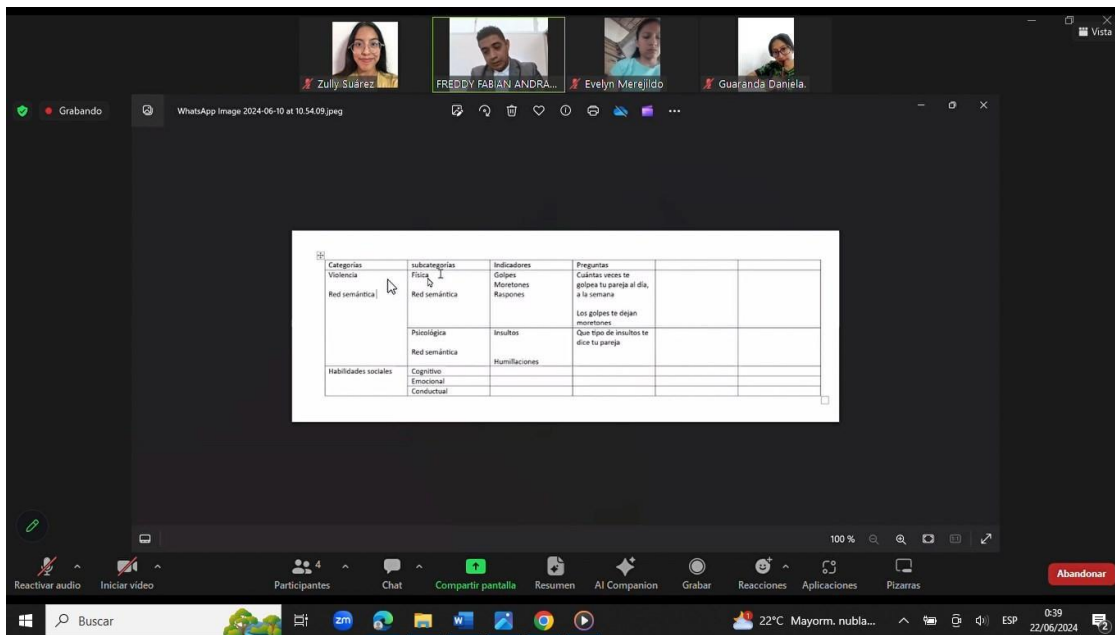 Vista
Zully Suárez
FREDDY FABIAN ANDRA...
Evelyn Merejildo
Guaranda Daniela.
Grabando
WhatsApp Image 2024-06-10 at 10.54.09.jpeg
Categorías subcategorías Indicadores Preguntas
Violencia
Red semántica
Física
Red semántica
Golpes
Moretones
Raspones
Cuántas veces te
golpea tu pareja al día,
a la semana
Los golpes te dejan
moretones
Psicológica
Red semántica
Insultos
Humillaciones
Que tipo de insultos te
dice tu pareja
Habilidades sociales
Cognitivo
Emocional
Conductual
100 %
Reactivar audio
Iniciar video
4
Participantes
Chat
Compartir pantalla
Resumen
AI Companion
Grabar
Reacciones
Aplicaciones
Pizarras
Abandonar
Buscar
zm
22°C Mayorm. nubla...
ESP
0:39
22/06/2024